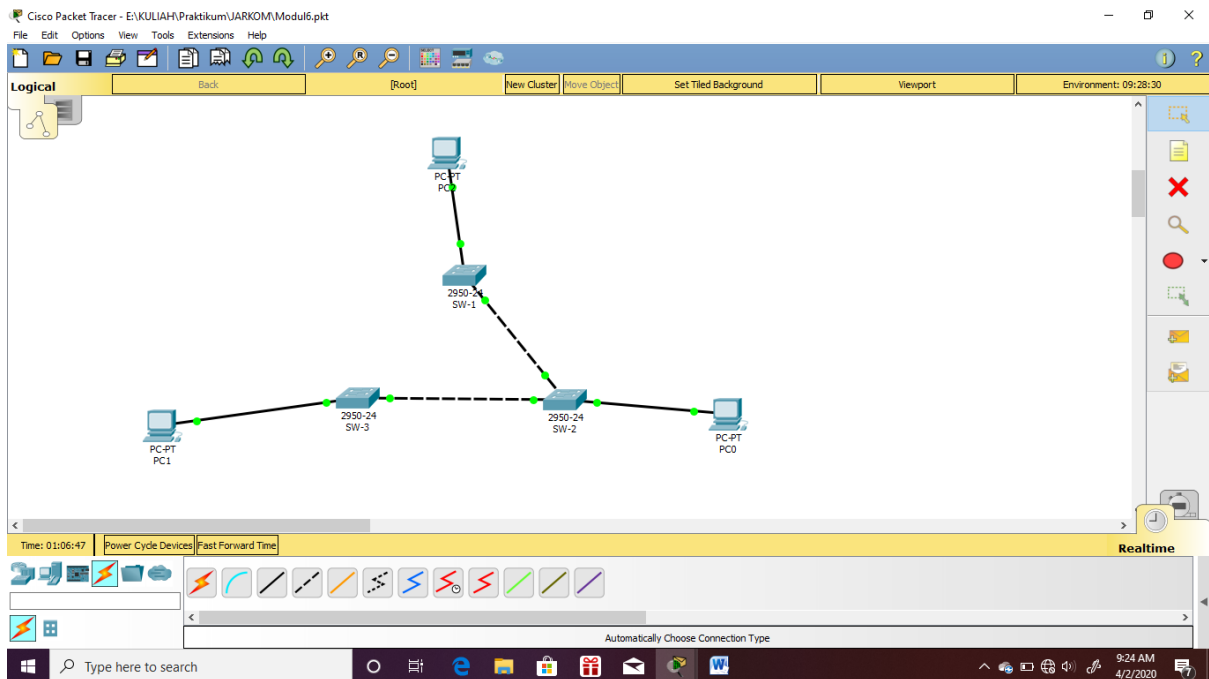 Cisco Packet Tracer - E:\KULIAH\Praktikum\JARKOM\Modul6.pkt
File Edit Options View Tools Extensions Help
Logical Back [Root] New Cluster Move Object Set Tiled Background Viewport Environment: 09:28:30
PC-PT
2950-24
SW-1
2950-24
SW-3
2950-24
SW-2
PC-PT
PC1
PC-PT
PC0
Time: 01:06:47 Power Cycle Devices Fast Forward Time Realtime
Automatically Choose Connection Type
Type here to search
9:24 AM
4/2/2020